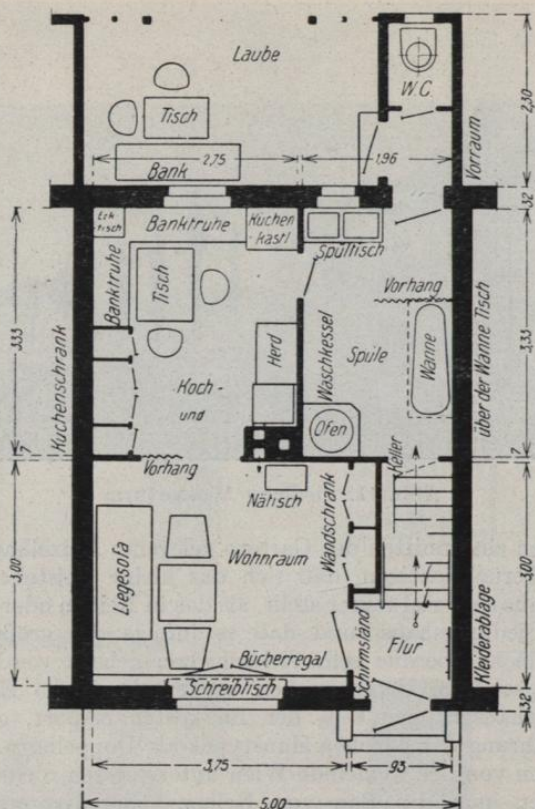 Laube
W.C.
Tisch
Bank
2,75
1,96
Vorraum
2,30
32
Eck-
tisch
Banktruhe
Küchen
-kastl
Spültisch
Banktruhe
Tisch
Vorhang
Küchenschrank
Herd
Waschkessel
Spüle
Wanne
über der Wanne Tisch
3,33
3,33
Koch-
und
Ofen
Keller
7
7
Vorhang
Nähtisch
Wandschrank
Liegesofa
Wohnraum
3,00
3,00
Bücherregal
Schreibtisch
Schirmstand
Flur
Kleiderablage
32
3,75
93
5,00